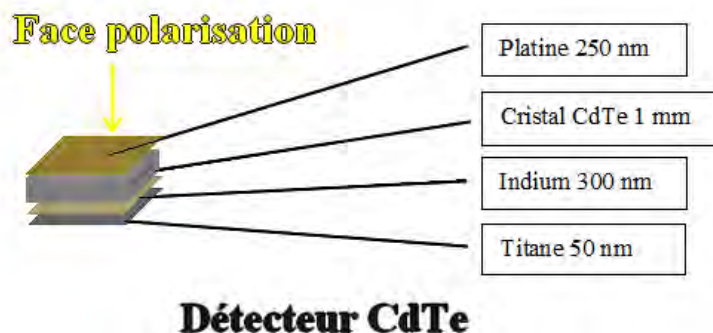 Face polarisation
Platine 250 nm
Cristal CdTe 1 mm
Indium 300 nm
Titane 50 nm
Détecteur CdTe